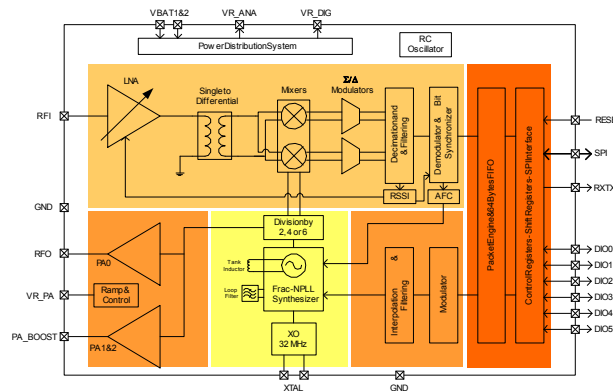 VBAT1&2
VR_ANA
VR_DIG
PowerDistributionSystem
RC
Oscillator
LNA
Singleto
Differential
Mixers
Σ/Δ
Modulators
Decimationand
& Filtering
Demodulator &
Bit
Synchronizer
RFI
RSSI
AFC
PacketEngine&64BytesFIFO
ControlRegisters-ShiftRegisters-SPIInterface
RESE
SPI
RXTX
GND
RFO
PA0
VR_PA
Ramp&
Control
PA_BOOST
PA1&2
Divisionby
2, 4 or 6
Tank
Inductor
Loop
Filter
Frac-NPLL
Synthesizer
XO
32 MHz
XTAL
Interpolation &
Filtering
Modulator
GND
DIO0
DIO1
DIO2
DIO3
DIO4
DIO5